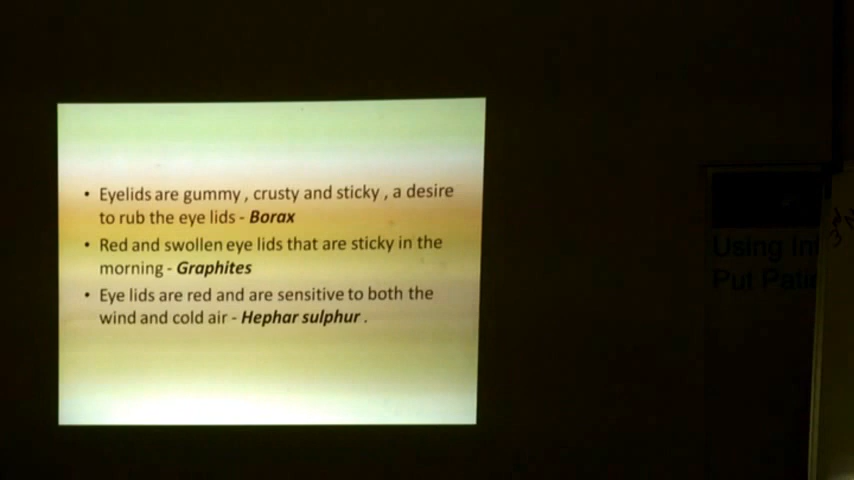 • Eyelids are gummy , crusty and sticky , a desire
to rub the eye lids - Borax
• Red and swollen eye lids that are sticky in the
morning - Graphites
• Eye lids are red and are sensitive to both the
wind and cold air - Hephar sulphur .
Using
Put